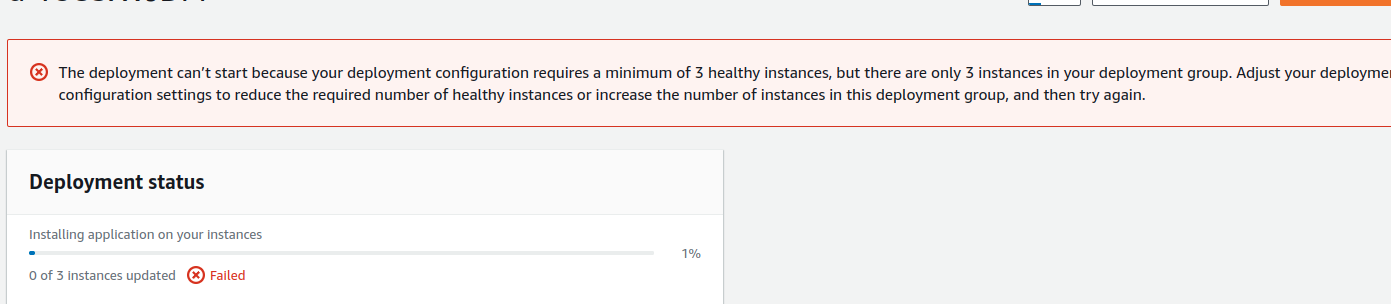 The deployment can’t start because your deployment configuration requires a minimum of 3 healthy instances, but there are only 3 instances in your deployment group. Adjust your
configuration settings to reduce the required number of healthy instances or increase the number of instances in this deployment group, and then try again.
Deployment status
Installing application on your instances
1%
0 of 3 instances updated Failed